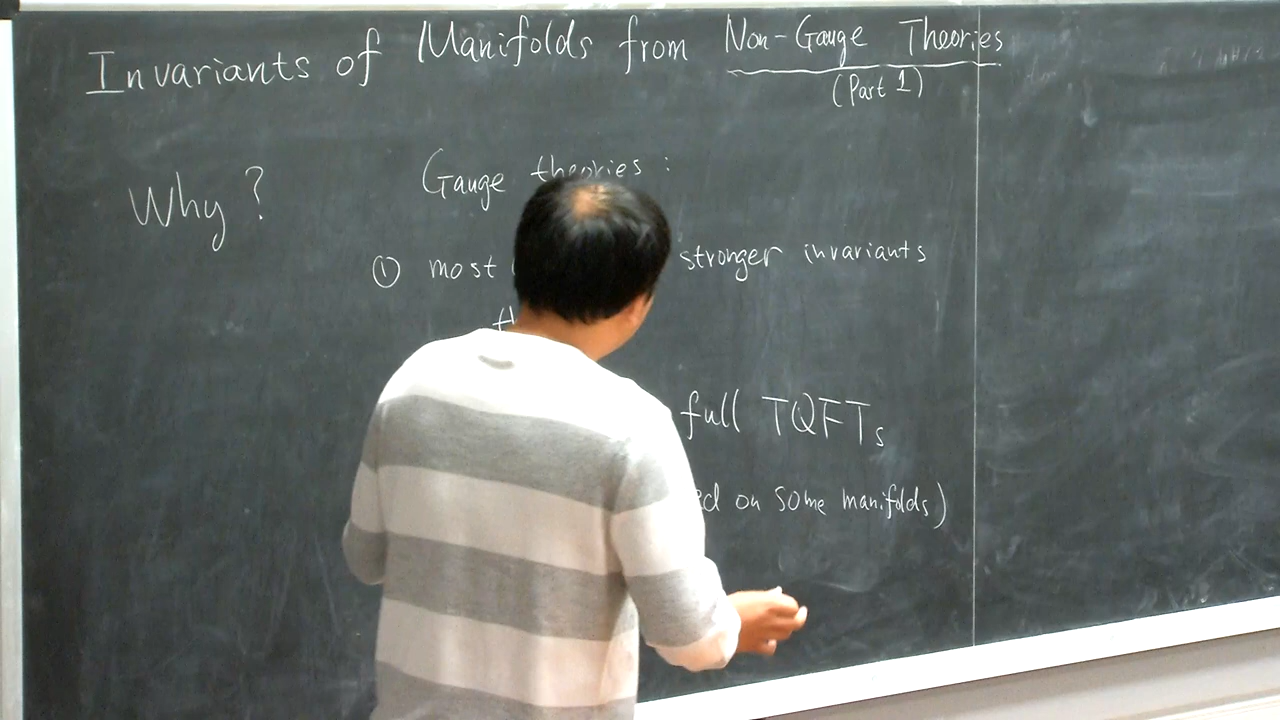 Invariants of Manifolds from Non-Gauge Theories
(Part 1)
Why?
Gauge theories :
① most stronger invariants
full TQFTs
on some manifolds)